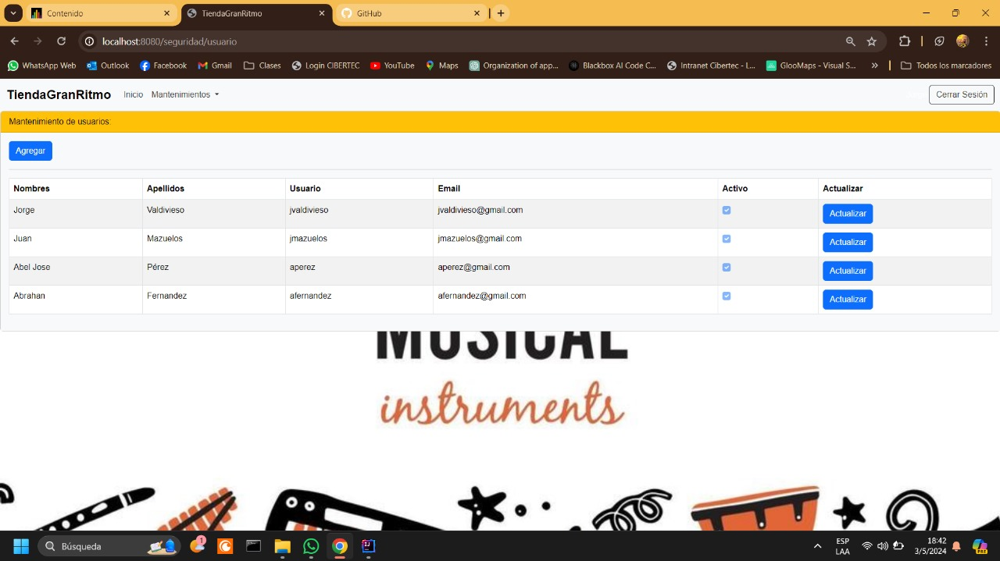 Contenido
TiendaGranRitmo
GitHub
localhost:8080/seguridad/usuario
WhatsApp Web Outlook Facebook Gmail Clases Login CIBERTEC YouTube Maps Organization of app... Blackbox AI Code C... Intranet Cibertec - L... GlooMaps - Visual S... » Todos los marcadores
TiendaGranRitmo Inicio Mantenimientos Cerrar Sesión
Mantenimiento de usuarios:
Agregar
Nombres Apellidos Usuario Email Activo Actualizar
Jorge Valdivieso jvaldivieso jvaldivieso@gmail.com Actualizar
Juan Mazuelos jmazuelos jmazuelos@gmail.com Actualizar
Abel Jose Pérez aperez aperez@gmail.com Actualizar
Abrahan Fernandez afernandez afernandez@gmail.com Actualizar
MUSICAL
instruments
Búsqueda
1
ESP
LAA
18:42
3/5/2024
PRE